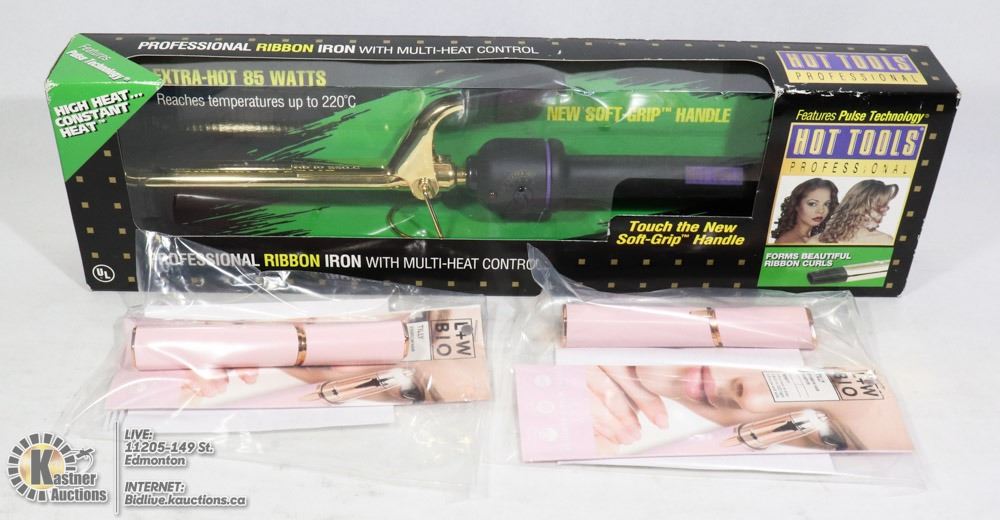 PROFESSIONAL RIBBON IRON WITH MULTI-HEAT CONTROL
Features
Pulse Technology®
HIGH HEAT...
CONSTANT
HEAT™
EXTRA-HOT 85 WATTS
Reaches temperatures up to 220°C
NEW SOFT-GRIP™ HANDLE
Touch the New
Soft-Grip™ Handle
PROFESSIONAL RIBBON IRON WITH MULTI-HEAT CONTROL
UL
HOT TOOLS®
PROFESSIONAL
Features Pulse Technology®
HOT TOOLS®
PROFESSIONAL
FORMS BEAUTIFUL
RIBBON CURLS
TILLY
L+W
BIO
L+W
BIO
Kastner
Auctions
LIVE:
11205-149 St.
Edmonton
INTERNET:
Bidlive.kauctions.ca